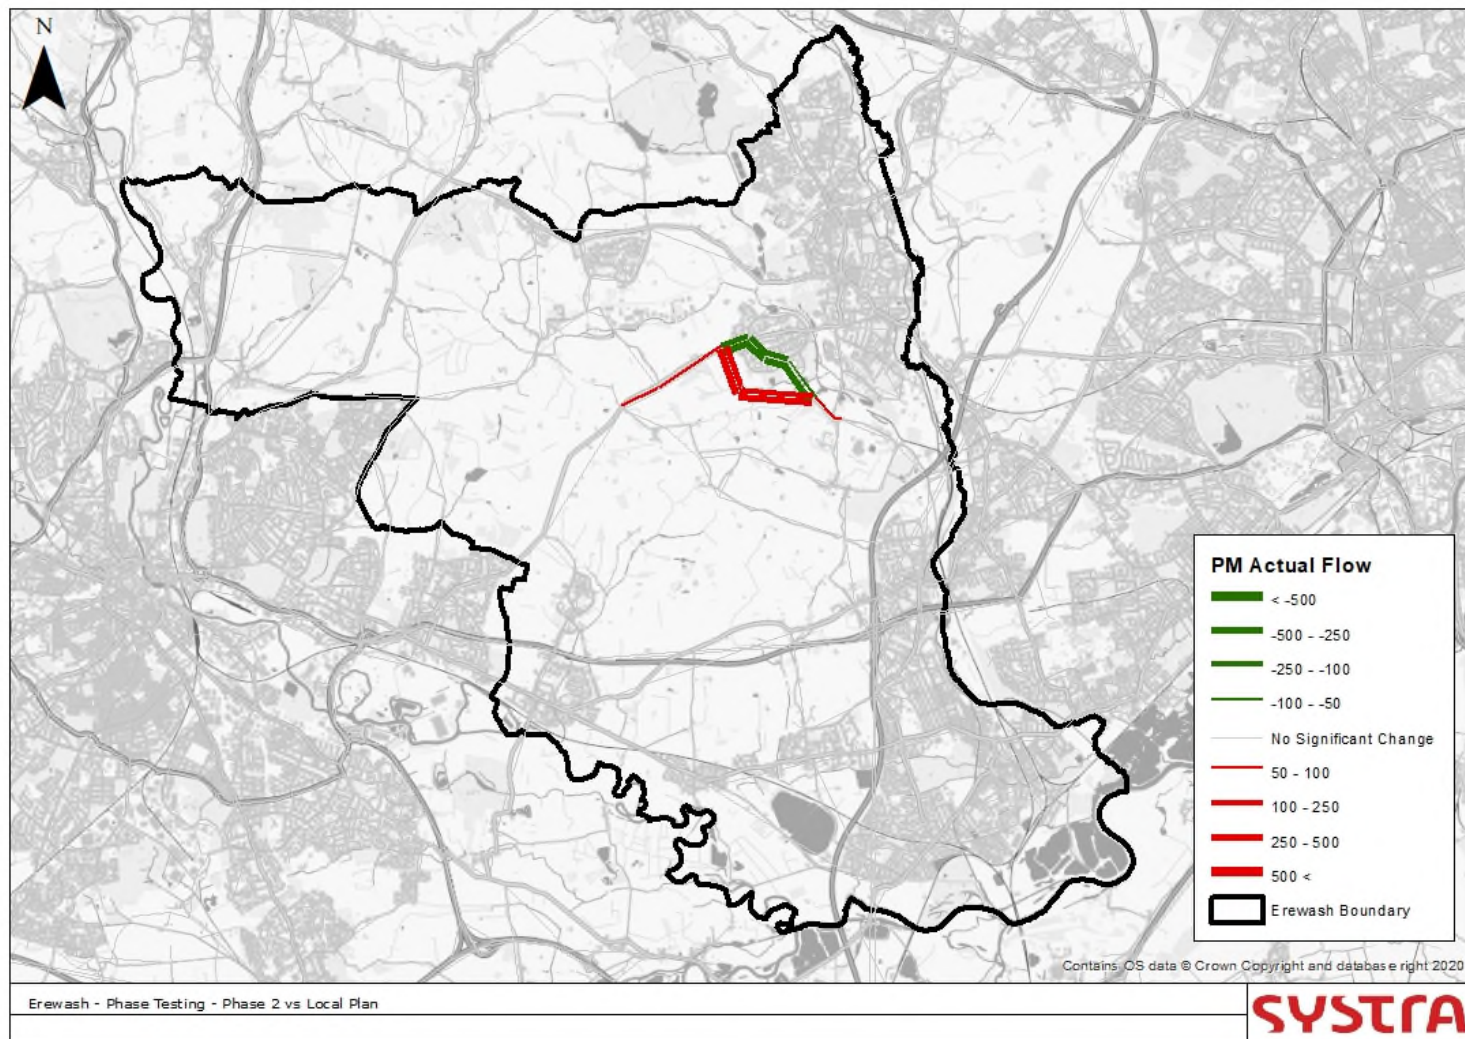 N
PM Actual Flow
< -500
-500 - -250
-250 - -100
-100 - -50
No Significant Change
50 - 100
100 - 250
250 - 500
500 <
Erewash Boundary
Contains OS data © Crown Copyright and database right 2020
Erewash - Phase Testing - Phase 2 vs Local Plan
SYSTRA